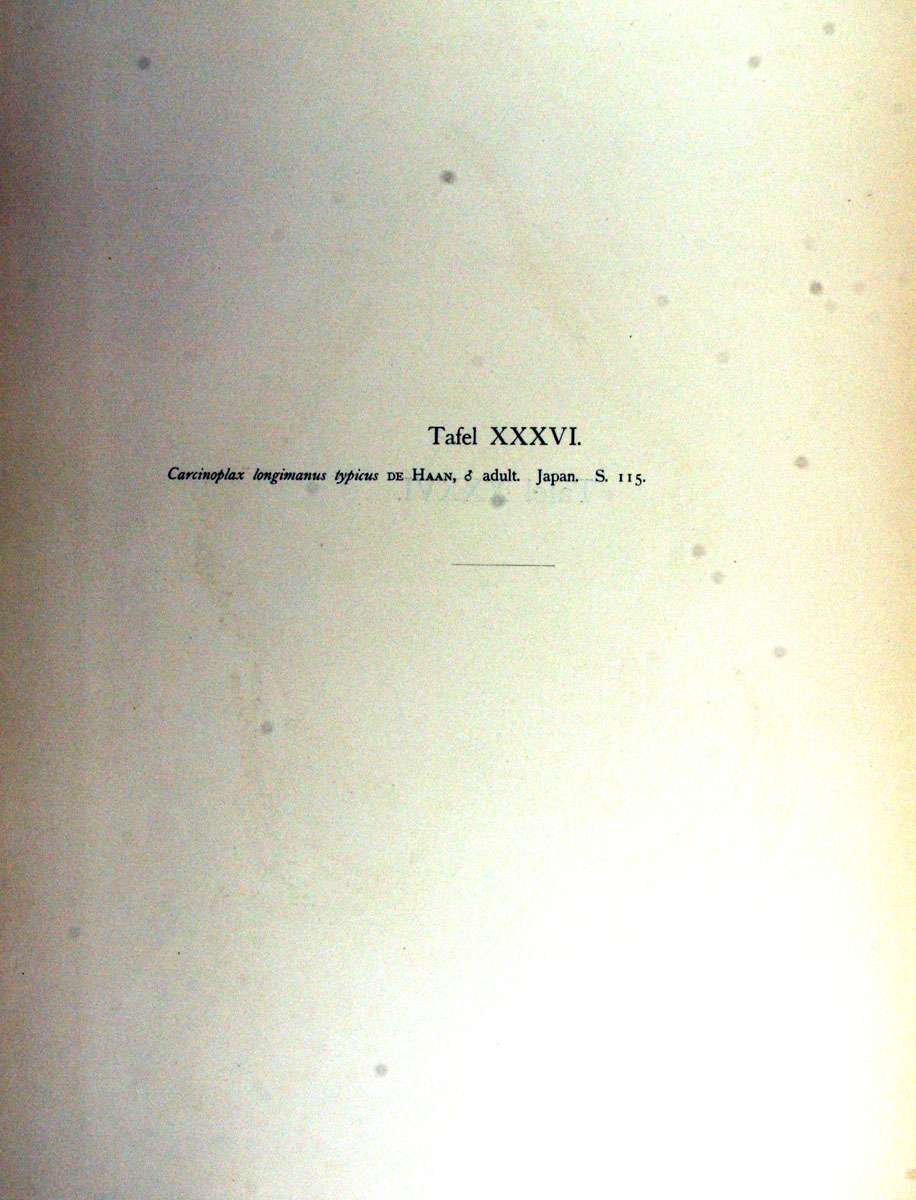 Tafel XXXVI.
Carcinoplax longimanus typicus DE HAAN, ♂ adult. Japan. S. 115.